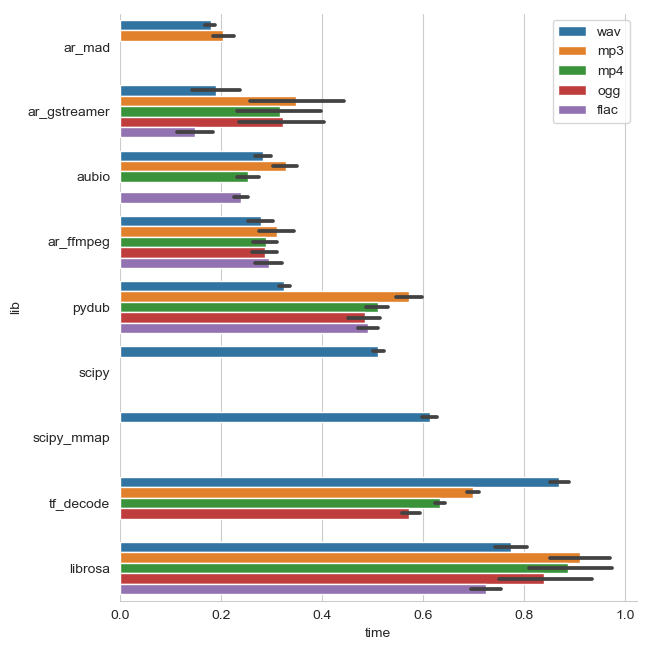 ar_mad
ar_gstreamer
aubio
ar_ffmpeg
pydub
scipy
scipy_mmap
tf_decode
librosa
lib
0.0 0.2 0.4 0.6 0.8 1.0
time
wav
mp3
mp4
ogg
flac